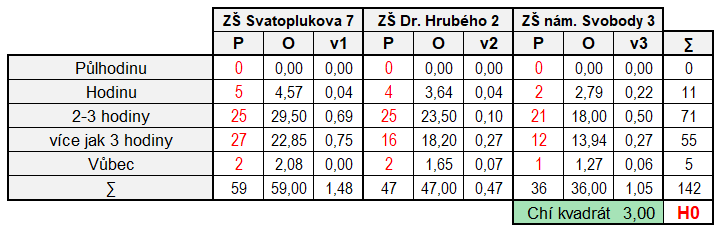 ZŠ Svatoplukova 7 ZŠ Dr. Hrubého 2 ZŠ nám. Svobody 3
P O v1 P O v2 P O v3 ∑
Půlhodinu 0 0,00 0,00 0 0,00 0,00 0 0,00 0,00 0
Hodinu 5 4,57 0,04 4 3,64 0,04 2 2,79 0,22 11
2-3 hodiny 25 29,50 0,69 25 23,50 0,10 21 18,00 0,50 71
více jak 3 hodiny 27 22,85 0,75 16 18,20 0,27 12 13,94 0,27 55
Vůbec 2 2,08 0,00 2 1,65 0,07 1 1,27 0,06 5
∑ 59 59,00 1,48 47 47,00 0,47 36 36,00 1,05 142
Chí kvadrát 3,00 H0